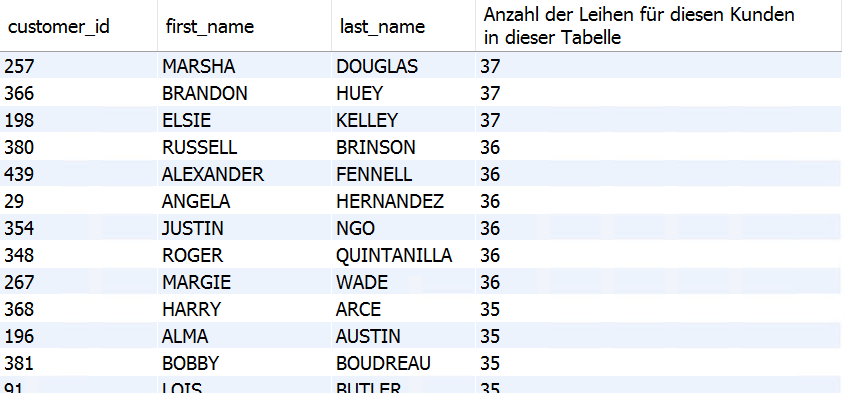 customer_id first_name last_name Anzahl der Leihen für diesen Kunden
in dieser Tabelle
257 MARSHA DOUGLAS 37
366 BRANDON HUEY 37
198 ELSIE KELLEY 37
380 RUSSELL BRINSON 36
439 ALEXANDER FENNELL 36
29 ANGELA HERNANDEZ 36
354 JUSTIN NGO 36
348 ROGER QUINTANILLA 36
267 MARGIE WADE 36
368 HARRY ARCE 35
196 ALMA AUSTIN 35
381 BOBBY BOUDREAU 35
91 LOIS BUTLER 35